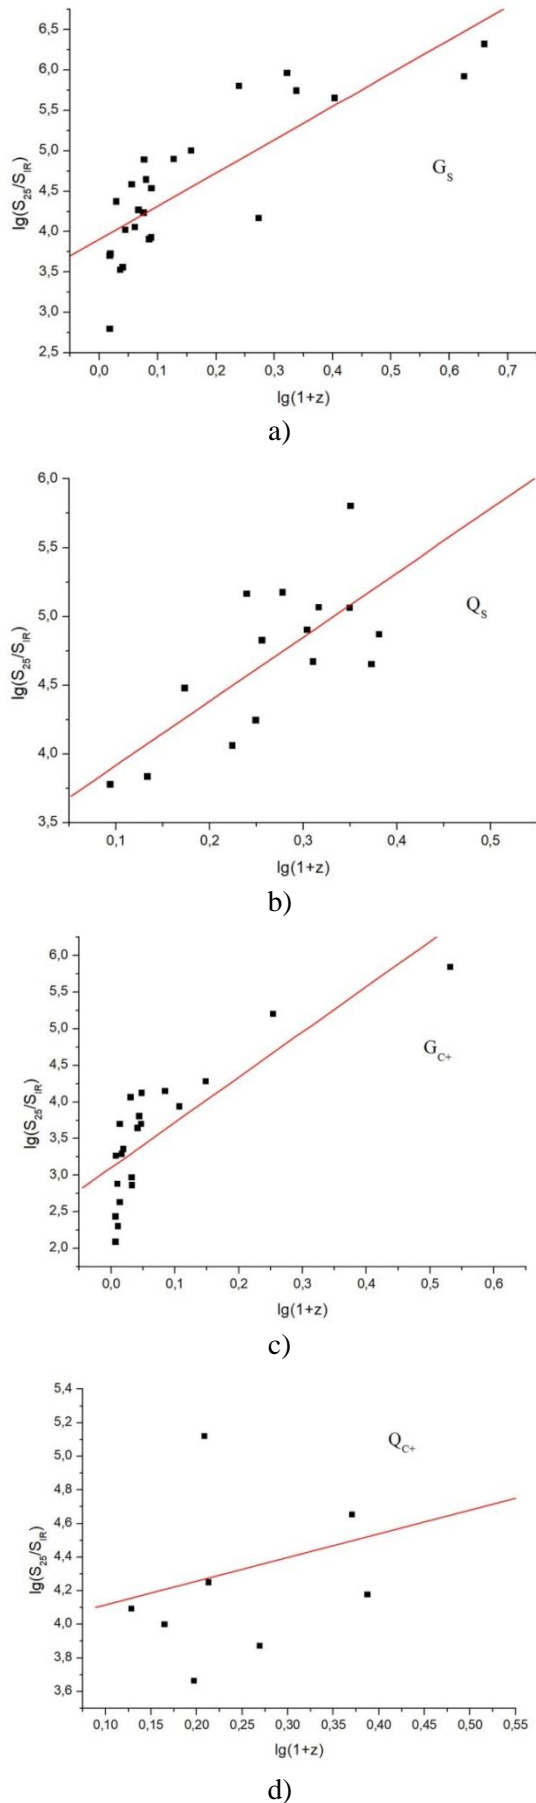 6,5
6,0
5,5
5,0
4,5
4,0
3,5
3,0
2,5
lg(S25/SIR)
GS
0,0 0,1 0,2 0,3 0,4 0,5 0,6 0,7
lg(1+z)
a)
6,0
5,5
5,0
4,5
4,0
3,5
lg(S25/SIR)
QS
0,1 0,2 0,3 0,4 0,5
lg(1+z)
b)
6,0
5,5
5,0
4,5
4,0
3,5
3,0
2,5
2,0
lg(S25/SIR)
GC+
0,0 0,1 0,2 0,3 0,4 0,5 0,6
lg(1+z)
c)
5,4
5,2
5,0
4,8
4,6
4,4
4,2
4,0
3,8
3,6
lg(S25/SIR)
QC+
0,10 0,15 0,20 0,25 0,30 0,35 0,40 0,45 0,50 0,55
lg(1+z)
d)